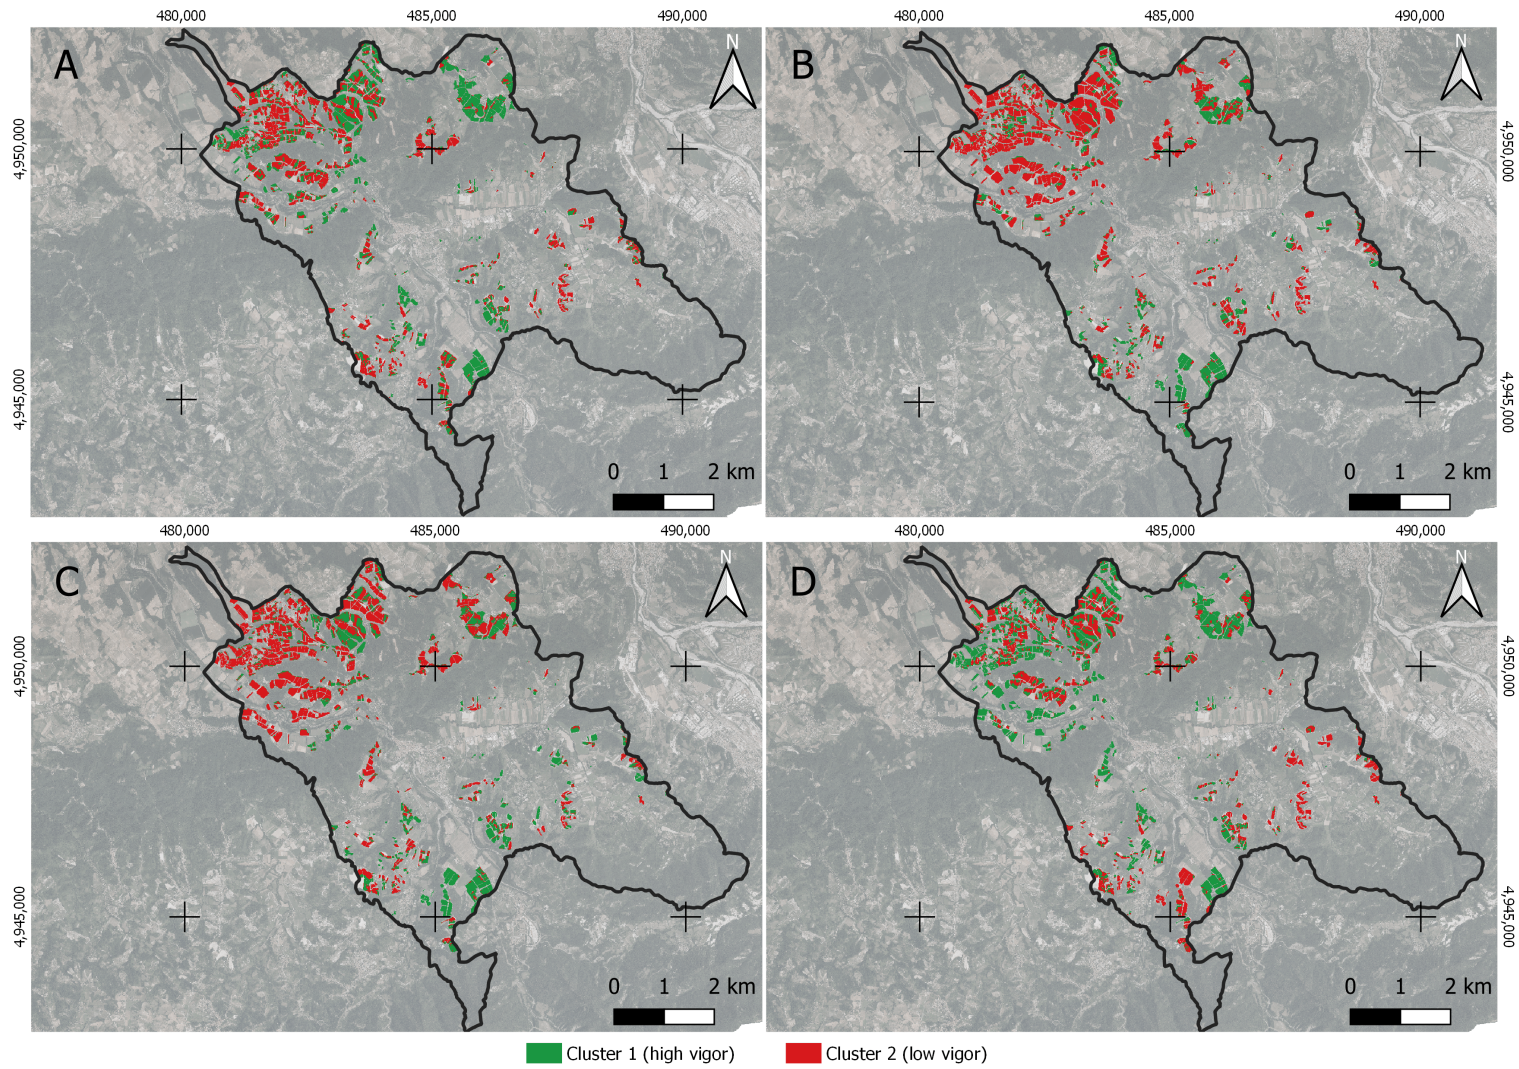 480,000 485,000 490,000 480,000 485,000 490,000
A N B N
4,950,000 4,950,000
4,945,000 4,945,000
0 1 2 km 0 1 2 km
480,000 485,000 490,000 480,000 485,000 490,000
C N D N
4,950,000 4,950,000
4,945,000 4,945,000
0 1 2 km 0 1 2 km
Cluster 1 (high vigor) Cluster 2 (low vigor)